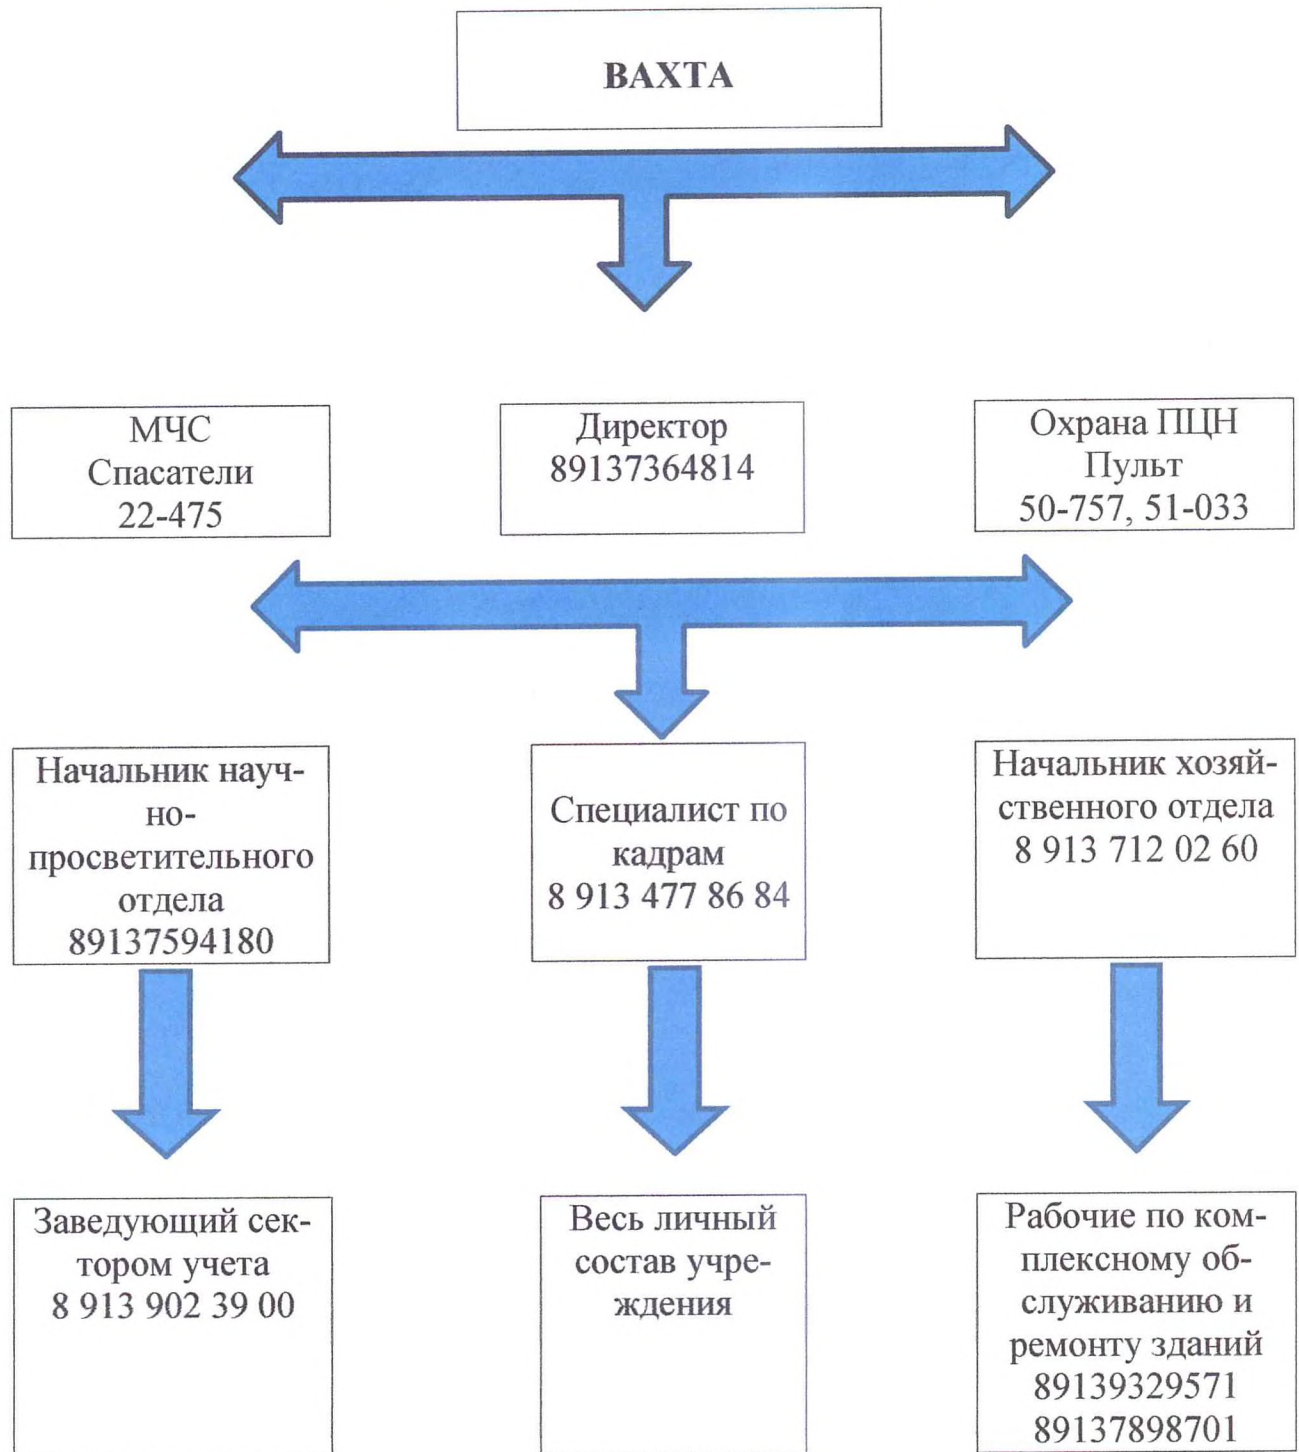 ВАХТА
МЧС
Спасатели
22-475
Директор
89137364814
Охрана ПЦН
Пульт
50-757, 51-033
Начальник науч-
но-
просветительного
отдела
89137594180
Специалист по
кадрам
8 913 477 86 84
Начальник хозяй-
ственного отдела
8 913 712 02 60
Заведующий сек-
тором учета
8 913 902 39 00
Весь личный
состав учре-
ждения
Рабочие по ком-
плексному об-
служиванию и
ремонту зданий
89139329571
89137898701